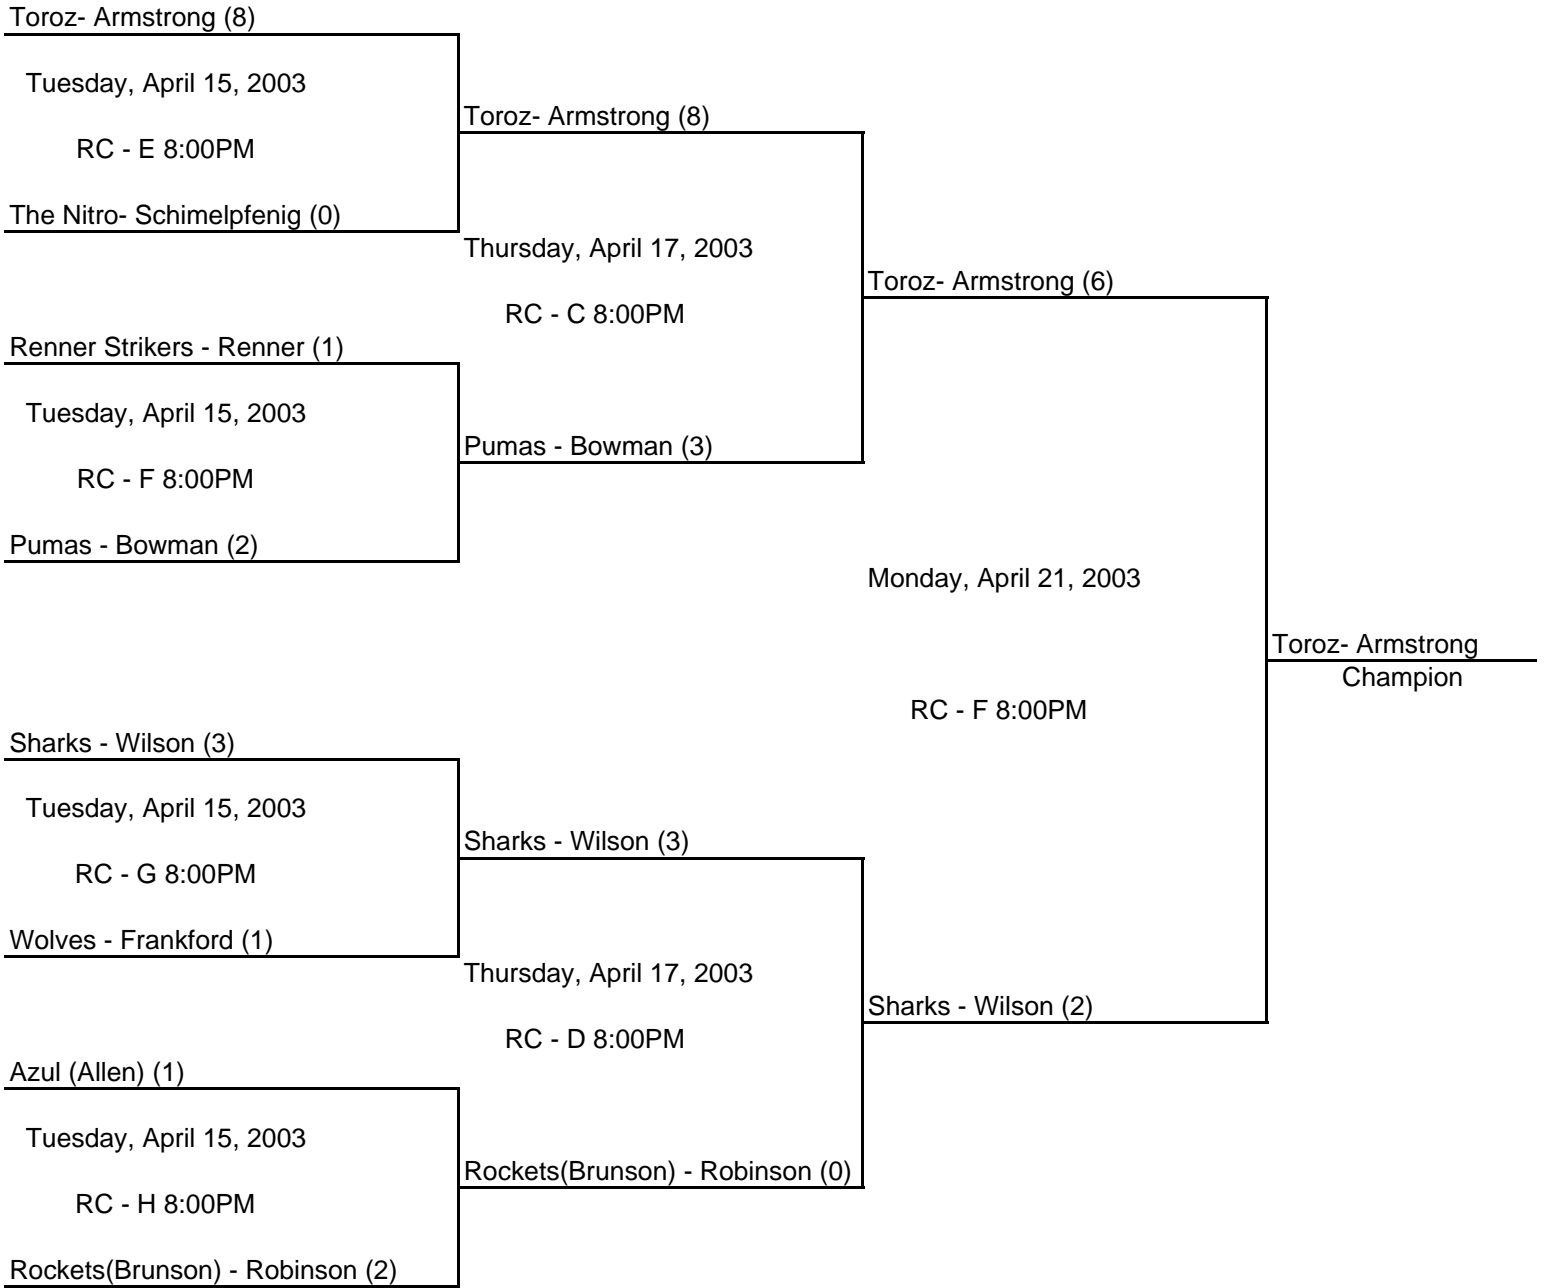 Toroz- Armstrong (8)
Tuesday, April 15, 2003
Toroz- Armstrong (8)
RC - E 8:00PM
The Nitro- Schimelpfenig (0)
Thursday, April 17, 2003
Toroz- Armstrong (6)
RC - C 8:00PM
Renner Strikers - Renner (1)
Tuesday, April 15, 2003
Pumas - Bowman (3)
RC - F 8:00PM
Pumas - Bowman (2)
Monday, April 21, 2003
Toroz- Armstrong
Champion
RC - F 8:00PM
Sharks - Wilson (3)
Tuesday, April 15, 2003
Sharks - Wilson (3)
RC - G 8:00PM
Wolves - Frankford (1)
Thursday, April 17, 2003
Sharks - Wilson (2)
RC - D 8:00PM
Azul (Allen) (1)
Tuesday, April 15, 2003
Rockets(Brunson) - Robinson (0)
RC - H 8:00PM
Rockets(Brunson) - Robinson (2)